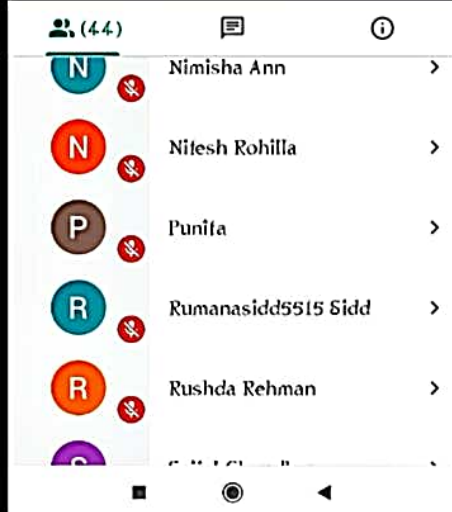 (44)
N
Nimisha Ann
N
Nitesh Rohilla
P
Punita
R
Rumanasidd5515 Sidd
R
Rushda Rehman